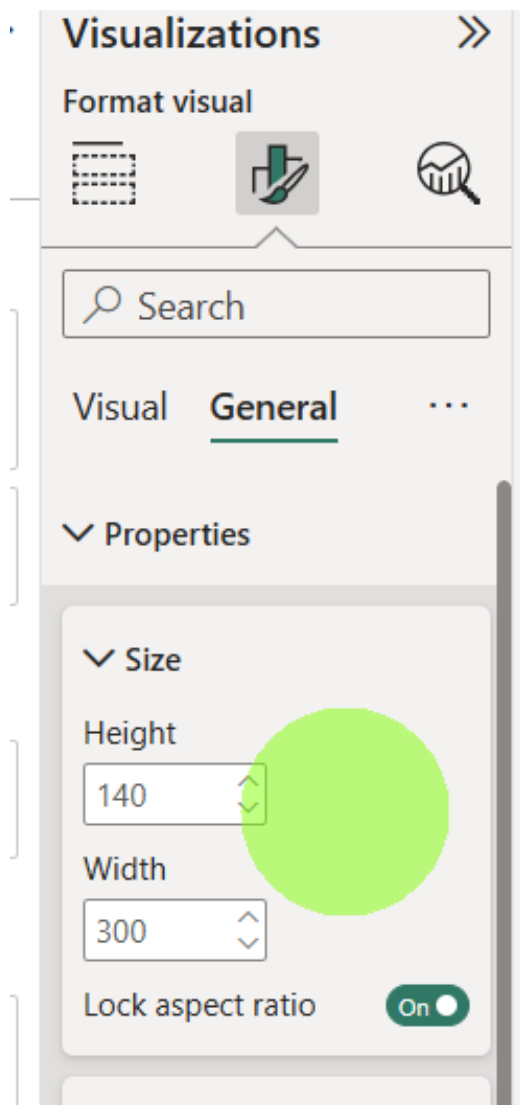 Visualizations
Format visual
Search
Visual General ...
Properties
Size
Height
140
Width
300
Lock aspect ratio On